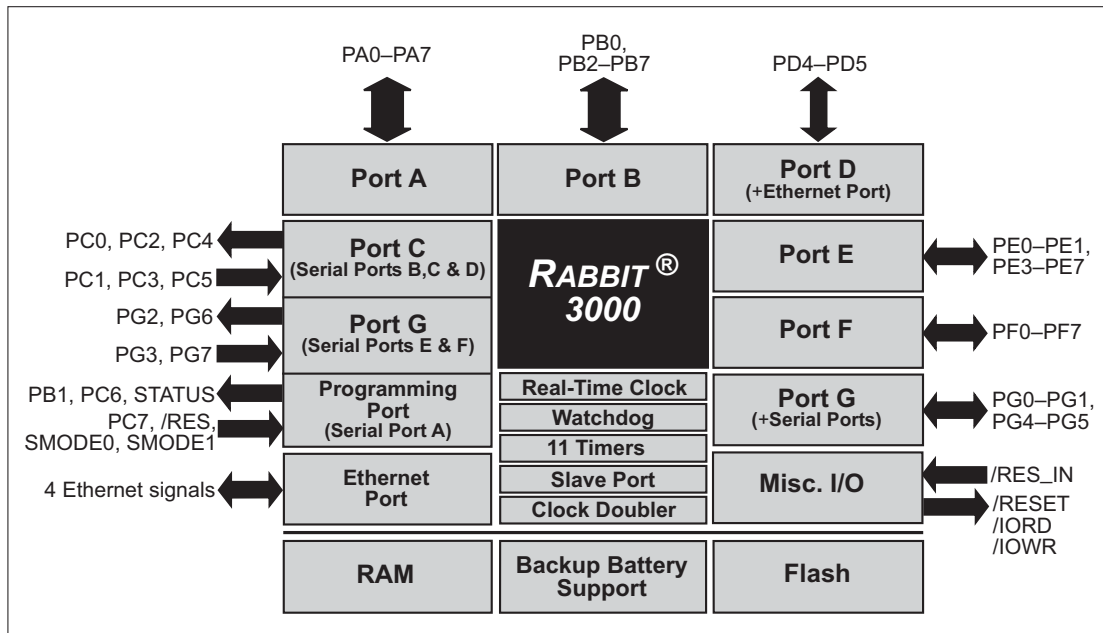 PA0–PA7
PB0,
PB2–PB7
PD4–PD5
Port A
Port B
Port D
(+Ethernet Port)
PC0, PC2, PC4
PC1, PC3, PC5
Port C
(Serial Ports B,C & D)
RABBIT ®
3000
Port E
PE0–PE1,
PE3–PE7
PG2, PG6
PG3, PG7
Port G
(Serial Ports E & F)
Port F
PF0–PF7
PB1, PC6, STATUS
PC7, /RES,
SMODE0, SMODE1
Programming
Port
(Serial Port A)
Real-Time Clock
Watchdog
11 Timers
Slave Port
Clock Doubler
Port G
(+Serial Ports)
PG0–PG1,
PG4–PG5
4 Ethernet signals
Ethernet
Port
Misc. I/O
/RES_IN
/RESET
/IORD
/IOWR
RAM
Backup Battery
Support
Flash